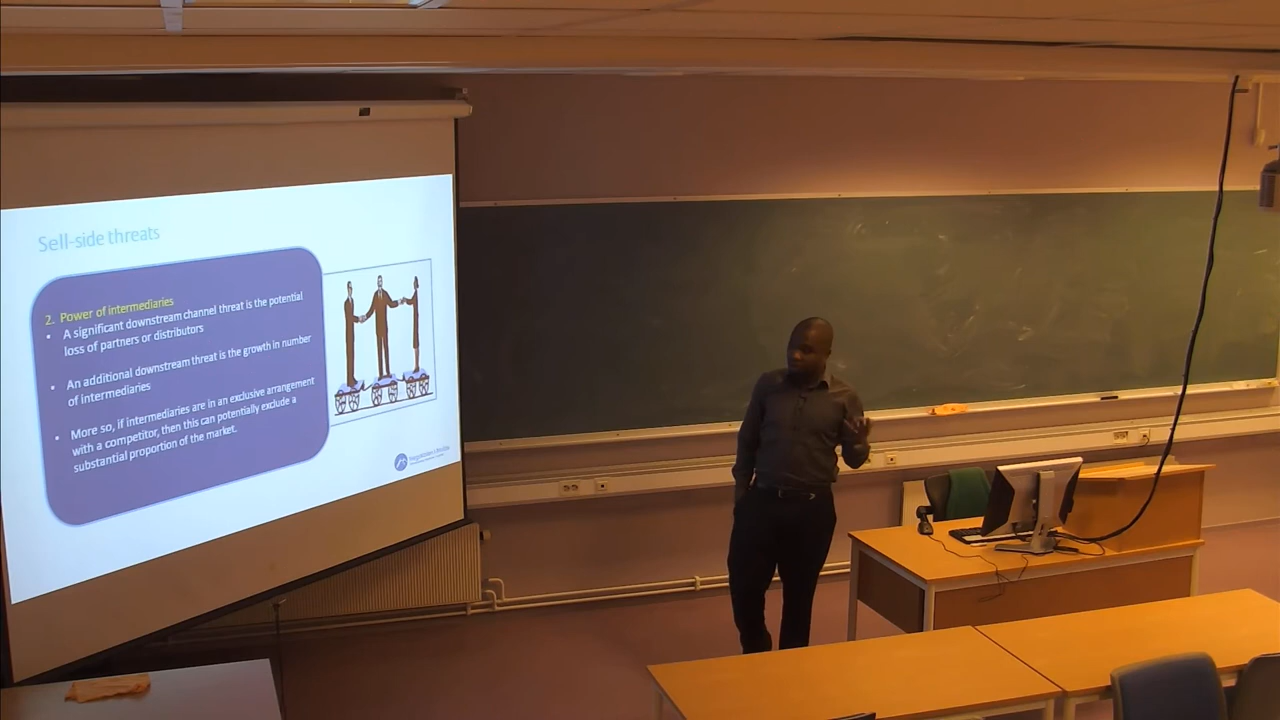 Sell-side threats
2. Power of intermediaries
• A significant downstream channel threat is the potential
loss of partners or distributors
• An additional downstream threat is the growth in number
of intermediaries
• More so, if intermediaries are in an exclusive arrangement
with a competitor, then this can potentially exclude a
substantial proportion of the market.